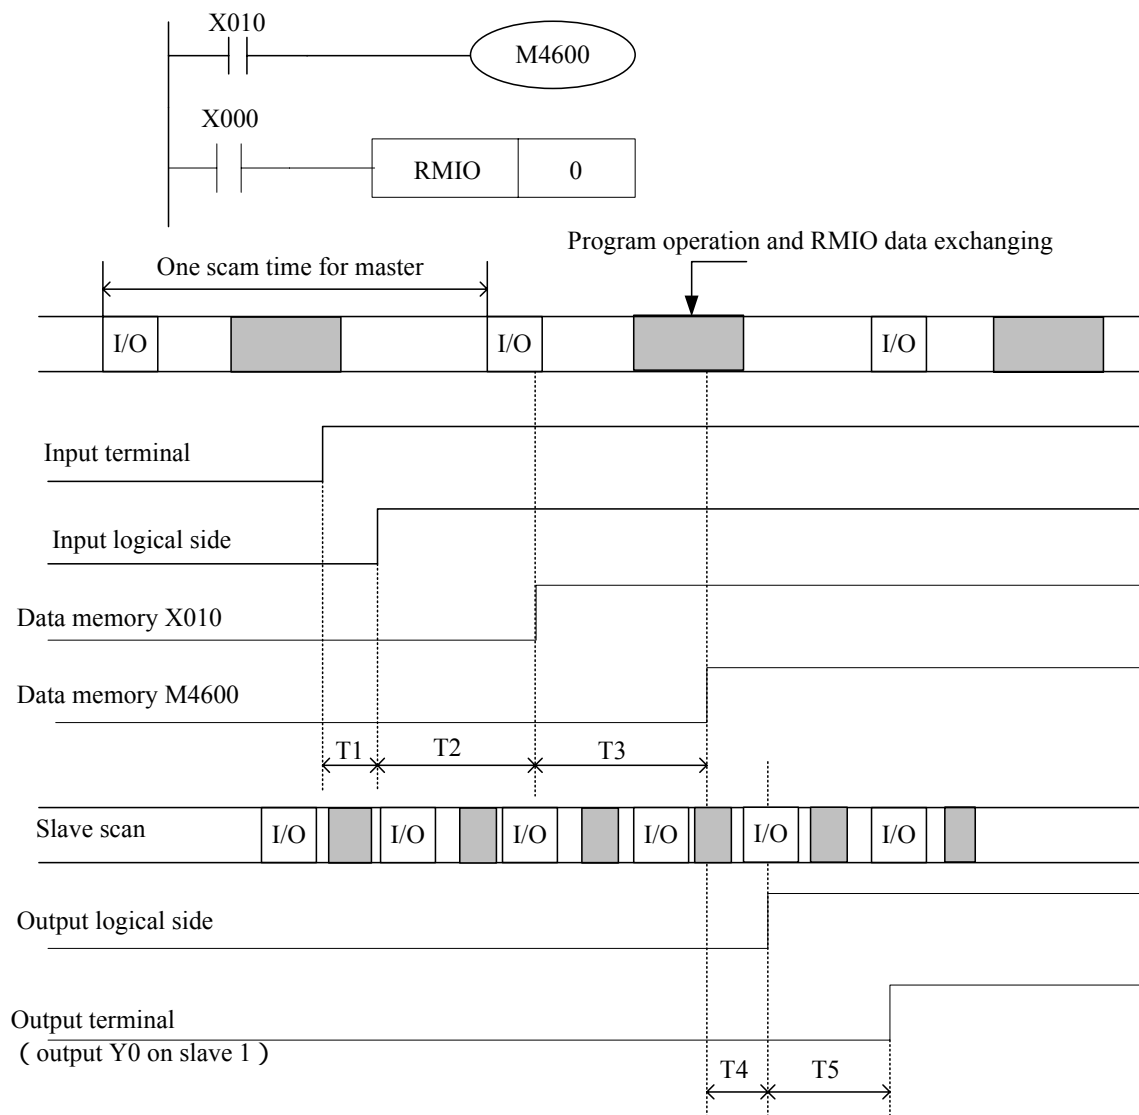 X010
M4600
X000
RMIO 0
Program operation and RMIO data exchanging
One scam time for master
I/O I/O I/O
Input terminal
Input logical side
Data memory X010
Data memory M4600
T1 T2 T3
Slave scan I/O I/O I/O I/O I/O I/O
Output logical side
Output terminal
( output Y0 on slave 1 )
T4 T5